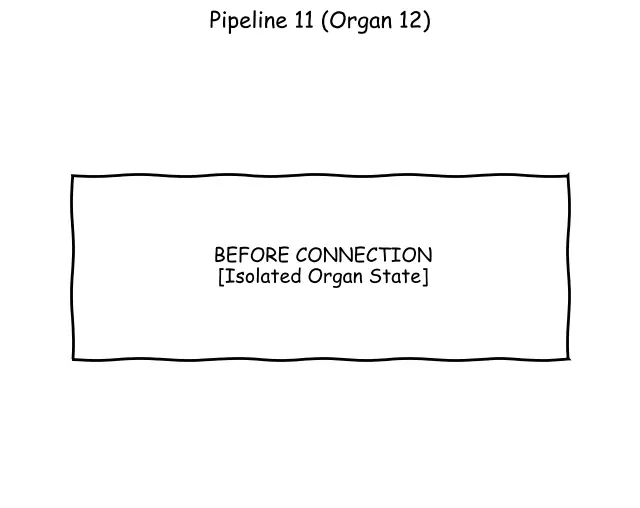 Pipeline 11 (Organ 12)
BEFORE CONNECTION
[Isolated Organ State]